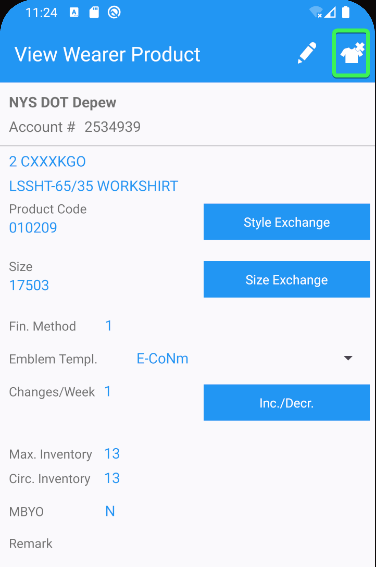 11:24
View Wearer Product
NYS DOT Depew
Account # 2534939
2 CXXXKGO
LSSHT-65/35 WORKSHIRT
Product Code
010209
Style Exchange
Size
17503
Size Exchange
Fin. Method 1
Emblem Templ. E-CoNm
Changes/Week 1
Inc./Decr.
Max. Inventory 13
Circ. Inventory 13
MBYO N
Remark